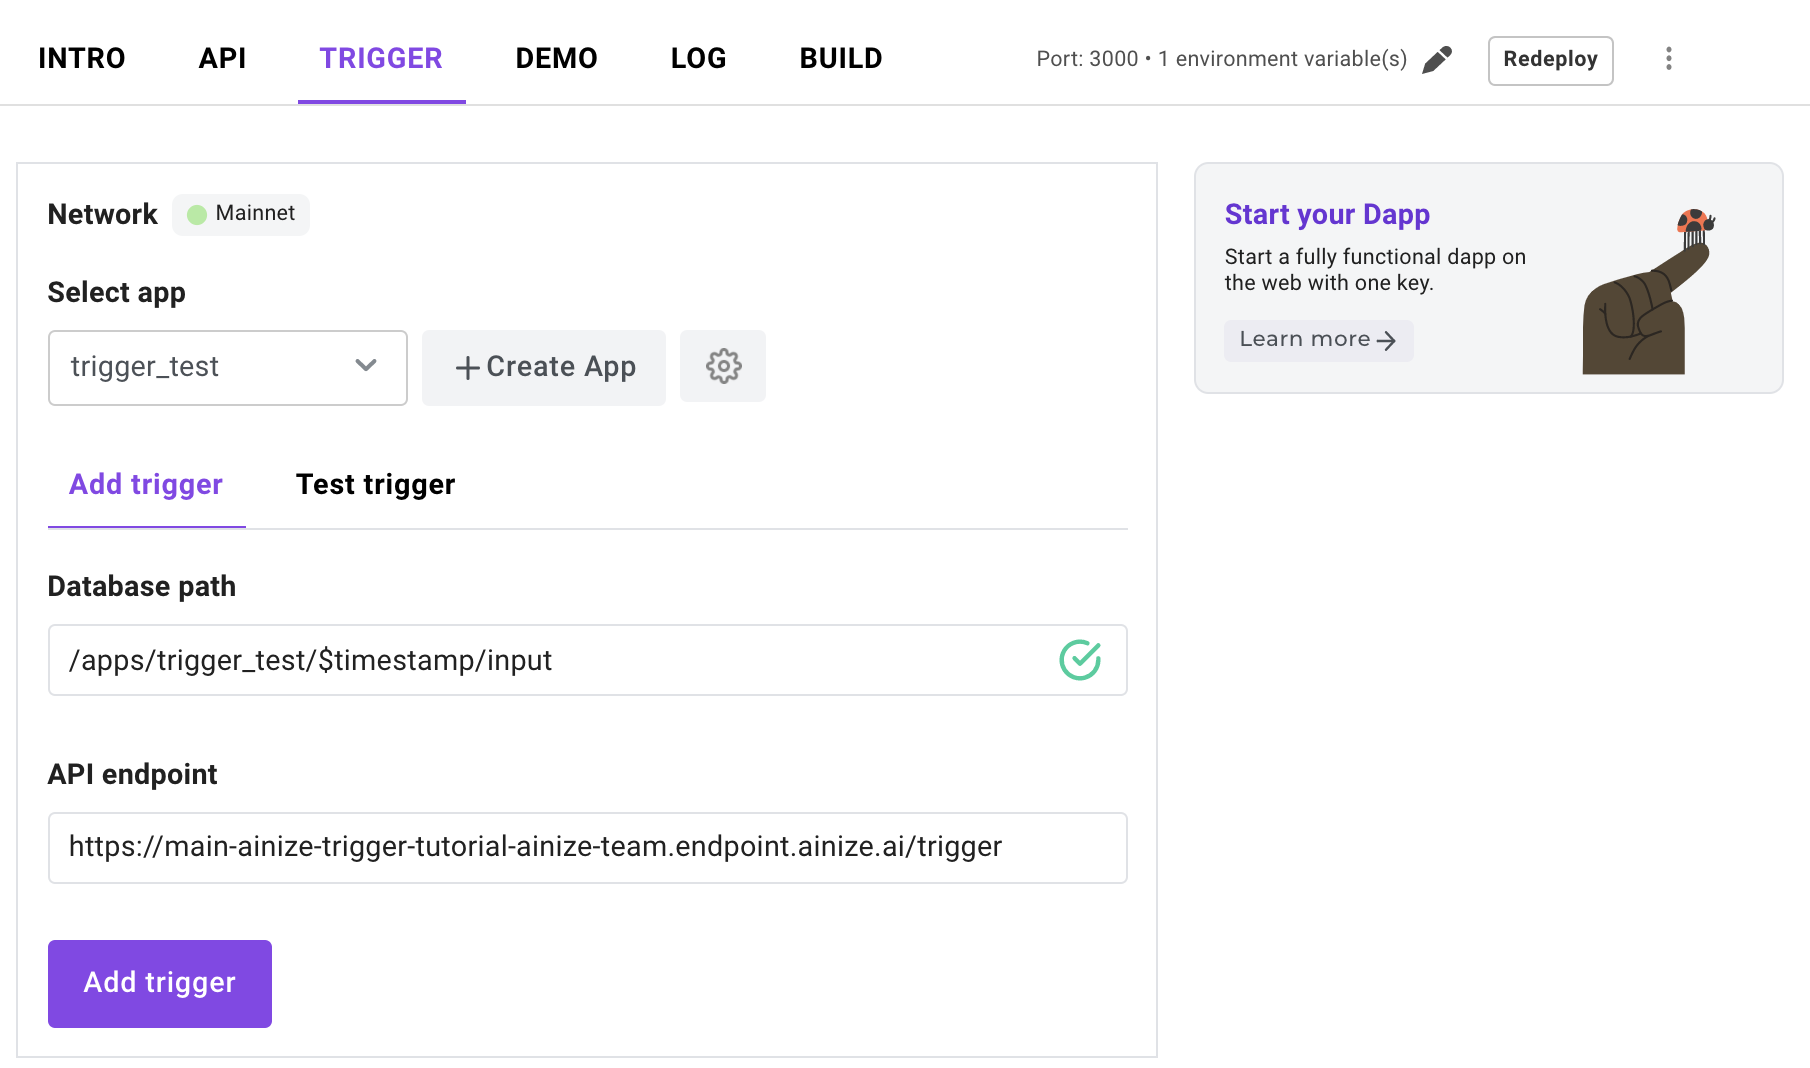 INTRO API TRIGGER DEMO LOG BUILD Port: 3000 • 1 environment variable(s) Redeploy
Network Mainnet
Select app
trigger_test +Create App
Add trigger Test trigger
Database path
/apps/trigger_test/$timestamp/input
API endpoint
https://main-ainize-trigger-tutorial-ainize-team.endpoint.ainize.ai/trigger
Add trigger
Start your Dapp
Start a fully functional dapp on
the web with one key.
Learn more→